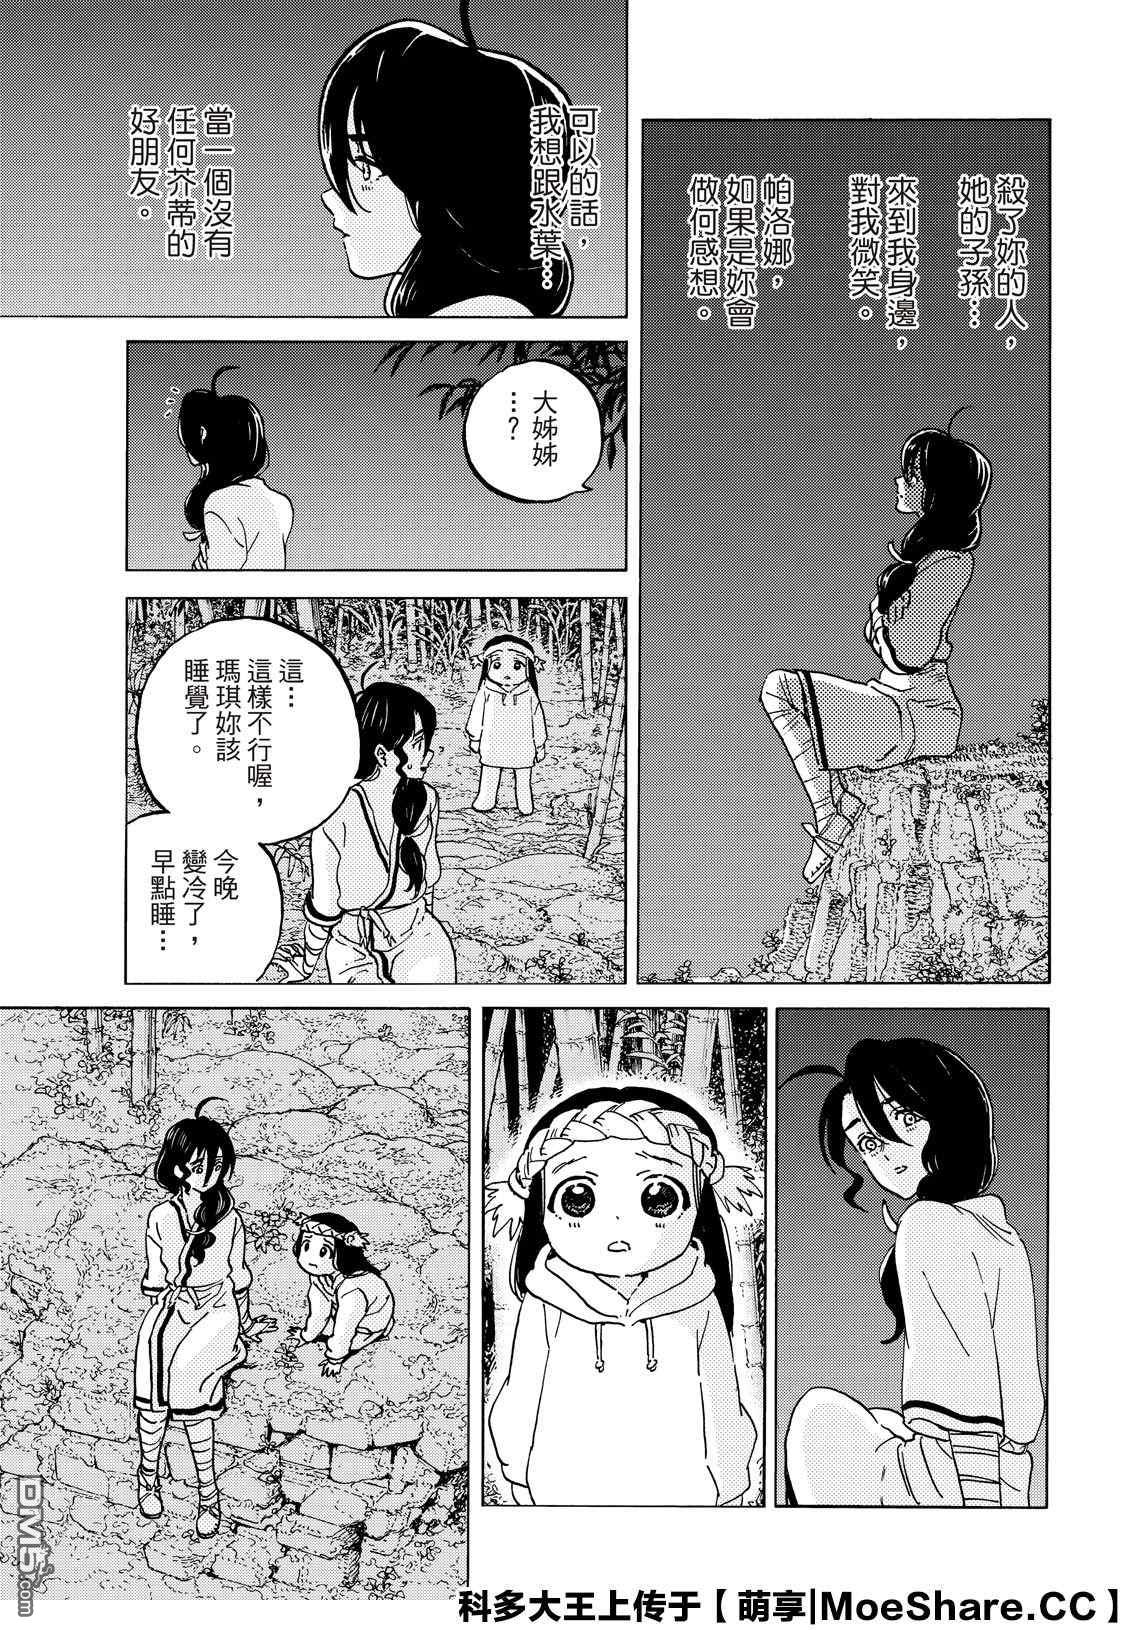 殺了妳的人，
她的子孫…
來到我身邊，
對我微笑。
帕洛娜，
如果是妳會
做何感想。
可以的話，
我想跟水葉…
當一個沒有
任何芥蒂的
好朋友。
大姊姊
…？
這…
這樣不行喔，
瑪琪妳該
睡覺了。
今晚
變冷了，
早點睡…
DM5.com
科多大王上传于【萌享|MoeShare.CC】